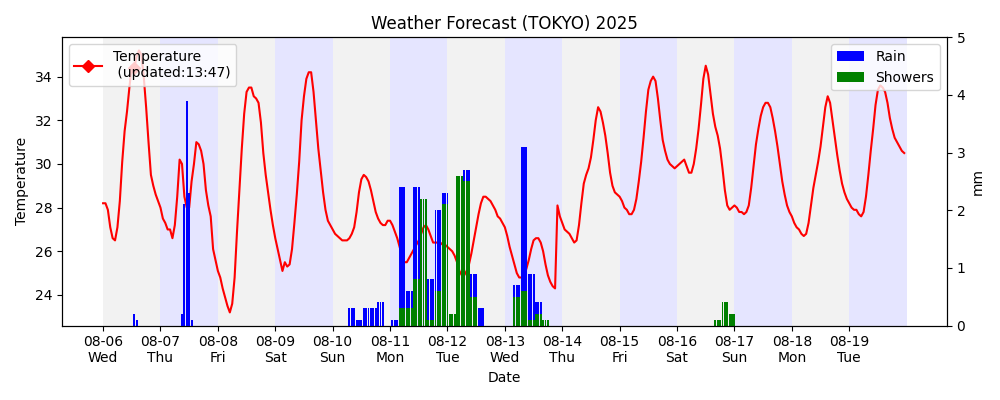 Weather Forecast (TOKYO) 2025
Temperature
(updated:13:47)
Rain
Showers
Temperature
34
32
30
28
26
24
5
4
3
2
1
0
mm
08-06 08-07 08-08 08-09 08-10 08-11 08-12 08-13 08-14 08-15 08-16 08-17 08-18 08-19
Wed Thu Fri Sat Sun Mon Tue Wed Thu Fri Sat Sun Mon Tue
Date